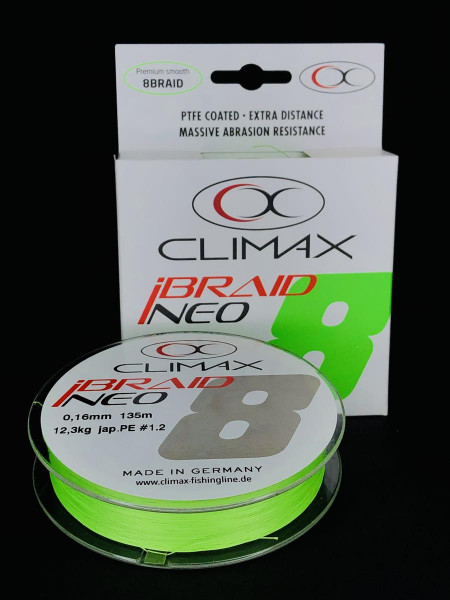 Premium smooth
8BRAID
PTFE COATED · EXTRA DISTANCE
MASSIVE ABRASION RESISTANCE
CLIMAX
iBRAID
NEO
8
CLIMAX
iBRAID
NEO
8
0,16mm 135m
12,3kg jap.PE #1.2
MADE IN GERMANY
www.climax-fishingline.de